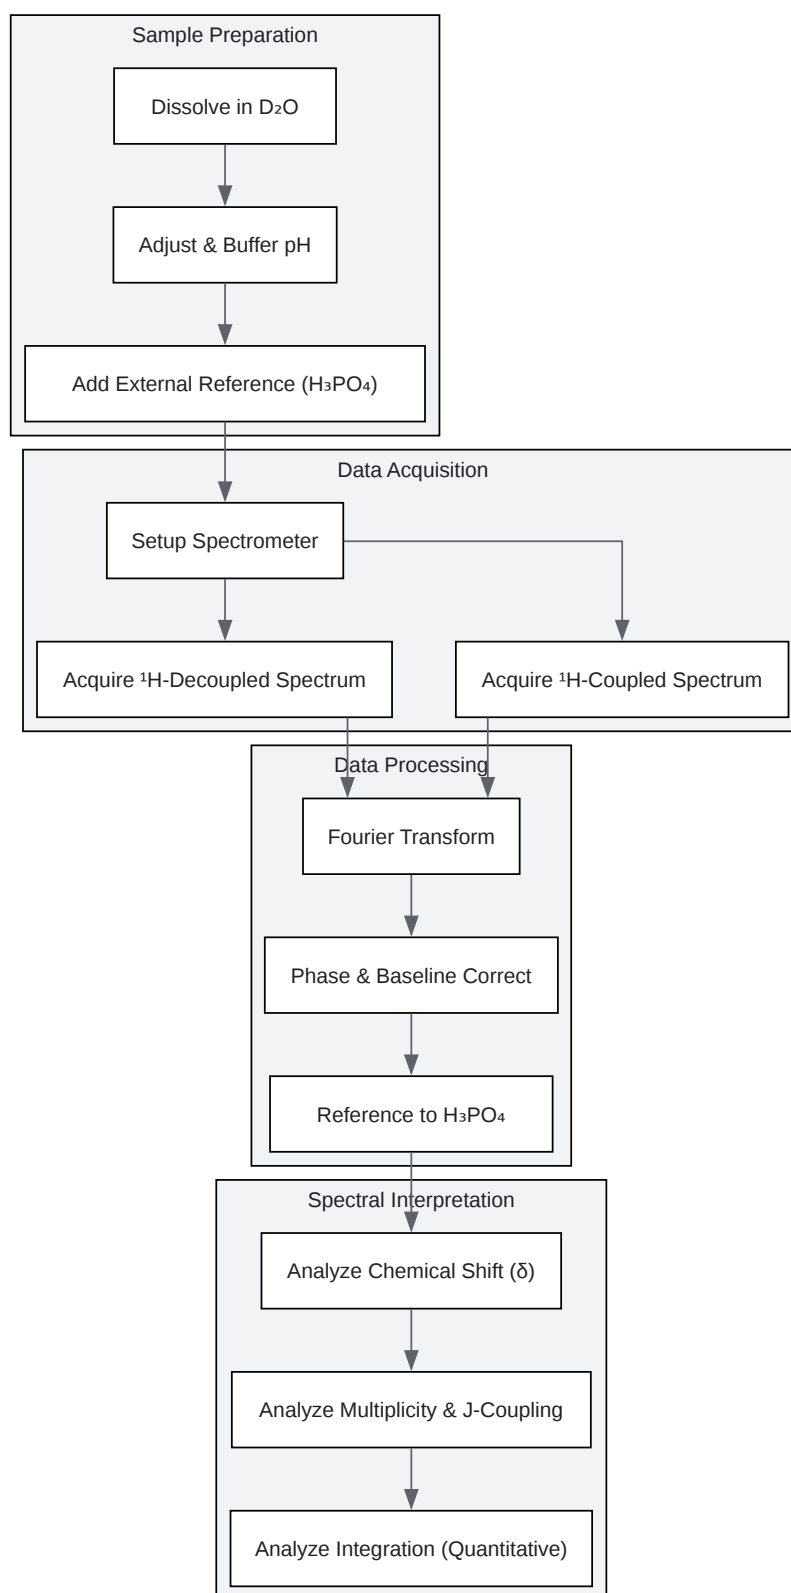 Sample Preparation
Dissolve in D₂O
Adjust & Buffer pH
Add External Reference (H₃PO₄)
Data Acquisition
Setup Spectrometer
Acquire ¹H-Decoupled Spectrum
Acquire ¹H-Coupled Spectrum
Data Processing
Fourier Transform
Phase & Baseline Correct
Reference to H₃PO₄
Spectral Interpretation
Analyze Chemical Shift (δ)
Analyze Multiplicity & J-Coupling
Analyze Integration (Quantitative)